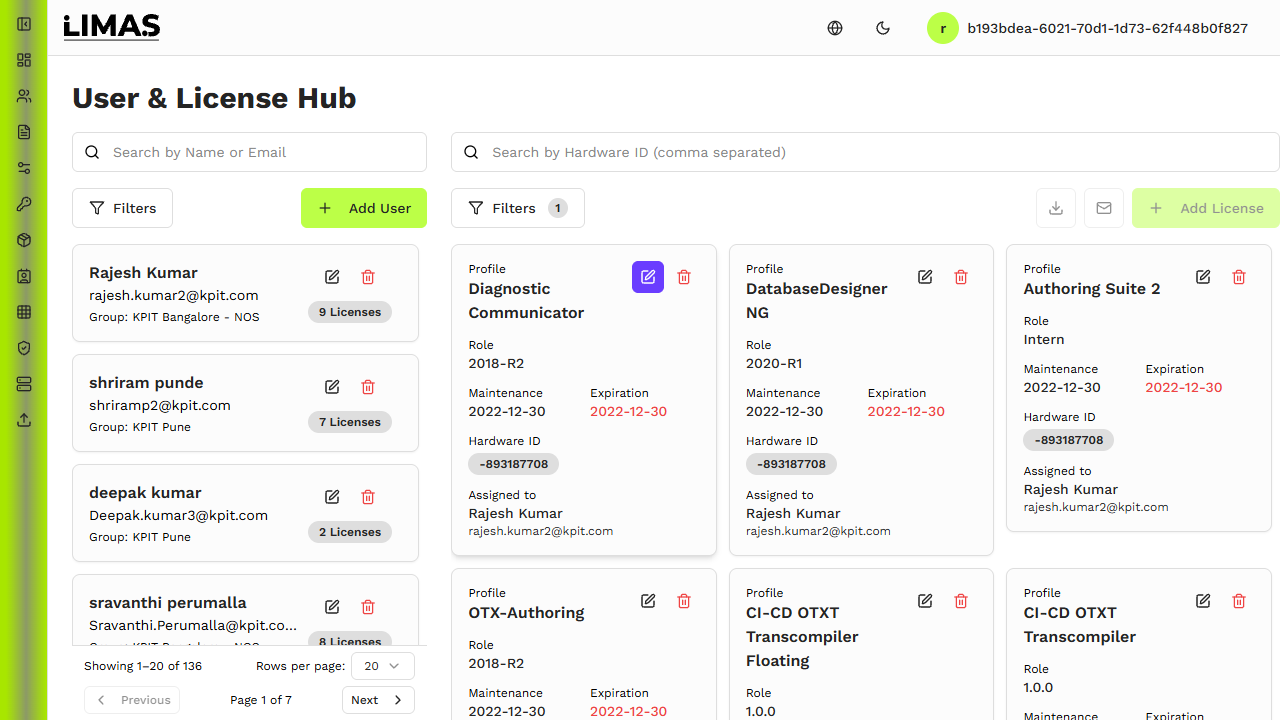 LIMAS
r
b193bdea-6021-70d1-1d73-62f448b0f827
User & License Hub
Search by Name or Email
Filters
Add User
Rajesh Kumar
rajesh.kumar2@kpit.com
Group: KPIT Bangalore - NOS
9 Licenses
shriram punde
shriramp2@kpit.com
Group: KPIT Pune
7 Licenses
deepak kumar
Deepak.kumar3@kpit.com
Group: KPIT Pune
2 Licenses
sravanthi perumalla
Sravanthi.Perumalla@kpit.co...
8 Licenses
Showing 1–20 of 136
Rows per page:
20
Previous
Page 1 of 7
Next
Search by Hardware ID (comma separated)
Filters
1
Add License
Profile
Diagnostic
Communicator
Role
2018-R2
Maintenance
Expiration
2022-12-30
2022-12-30
Hardware ID
-893187708
Assigned to
Rajesh Kumar
rajesh.kumar2@kpit.com
Profile
DatabaseDesigner
NG
Role
2020-R1
Maintenance
Expiration
2022-12-30
2022-12-30
Hardware ID
-893187708
Assigned to
Rajesh Kumar
rajesh.kumar2@kpit.com
Profile
Authoring Suite 2
Role
Intern
Maintenance
Expiration
2022-12-30
2022-12-30
Hardware ID
-893187708
Assigned to
Rajesh Kumar
rajesh.kumar2@kpit.com
Profile
OTX-Authoring
Role
2018-R2
Maintenance
Expiration
2022-12-30
2022-12-30
Profile
CI-CD OTXT
Transcompiler
Floating
Role
1.0.0
Profile
CI-CD OTXT
Transcompiler
Role
1.0.0
Maintenance
Expiration